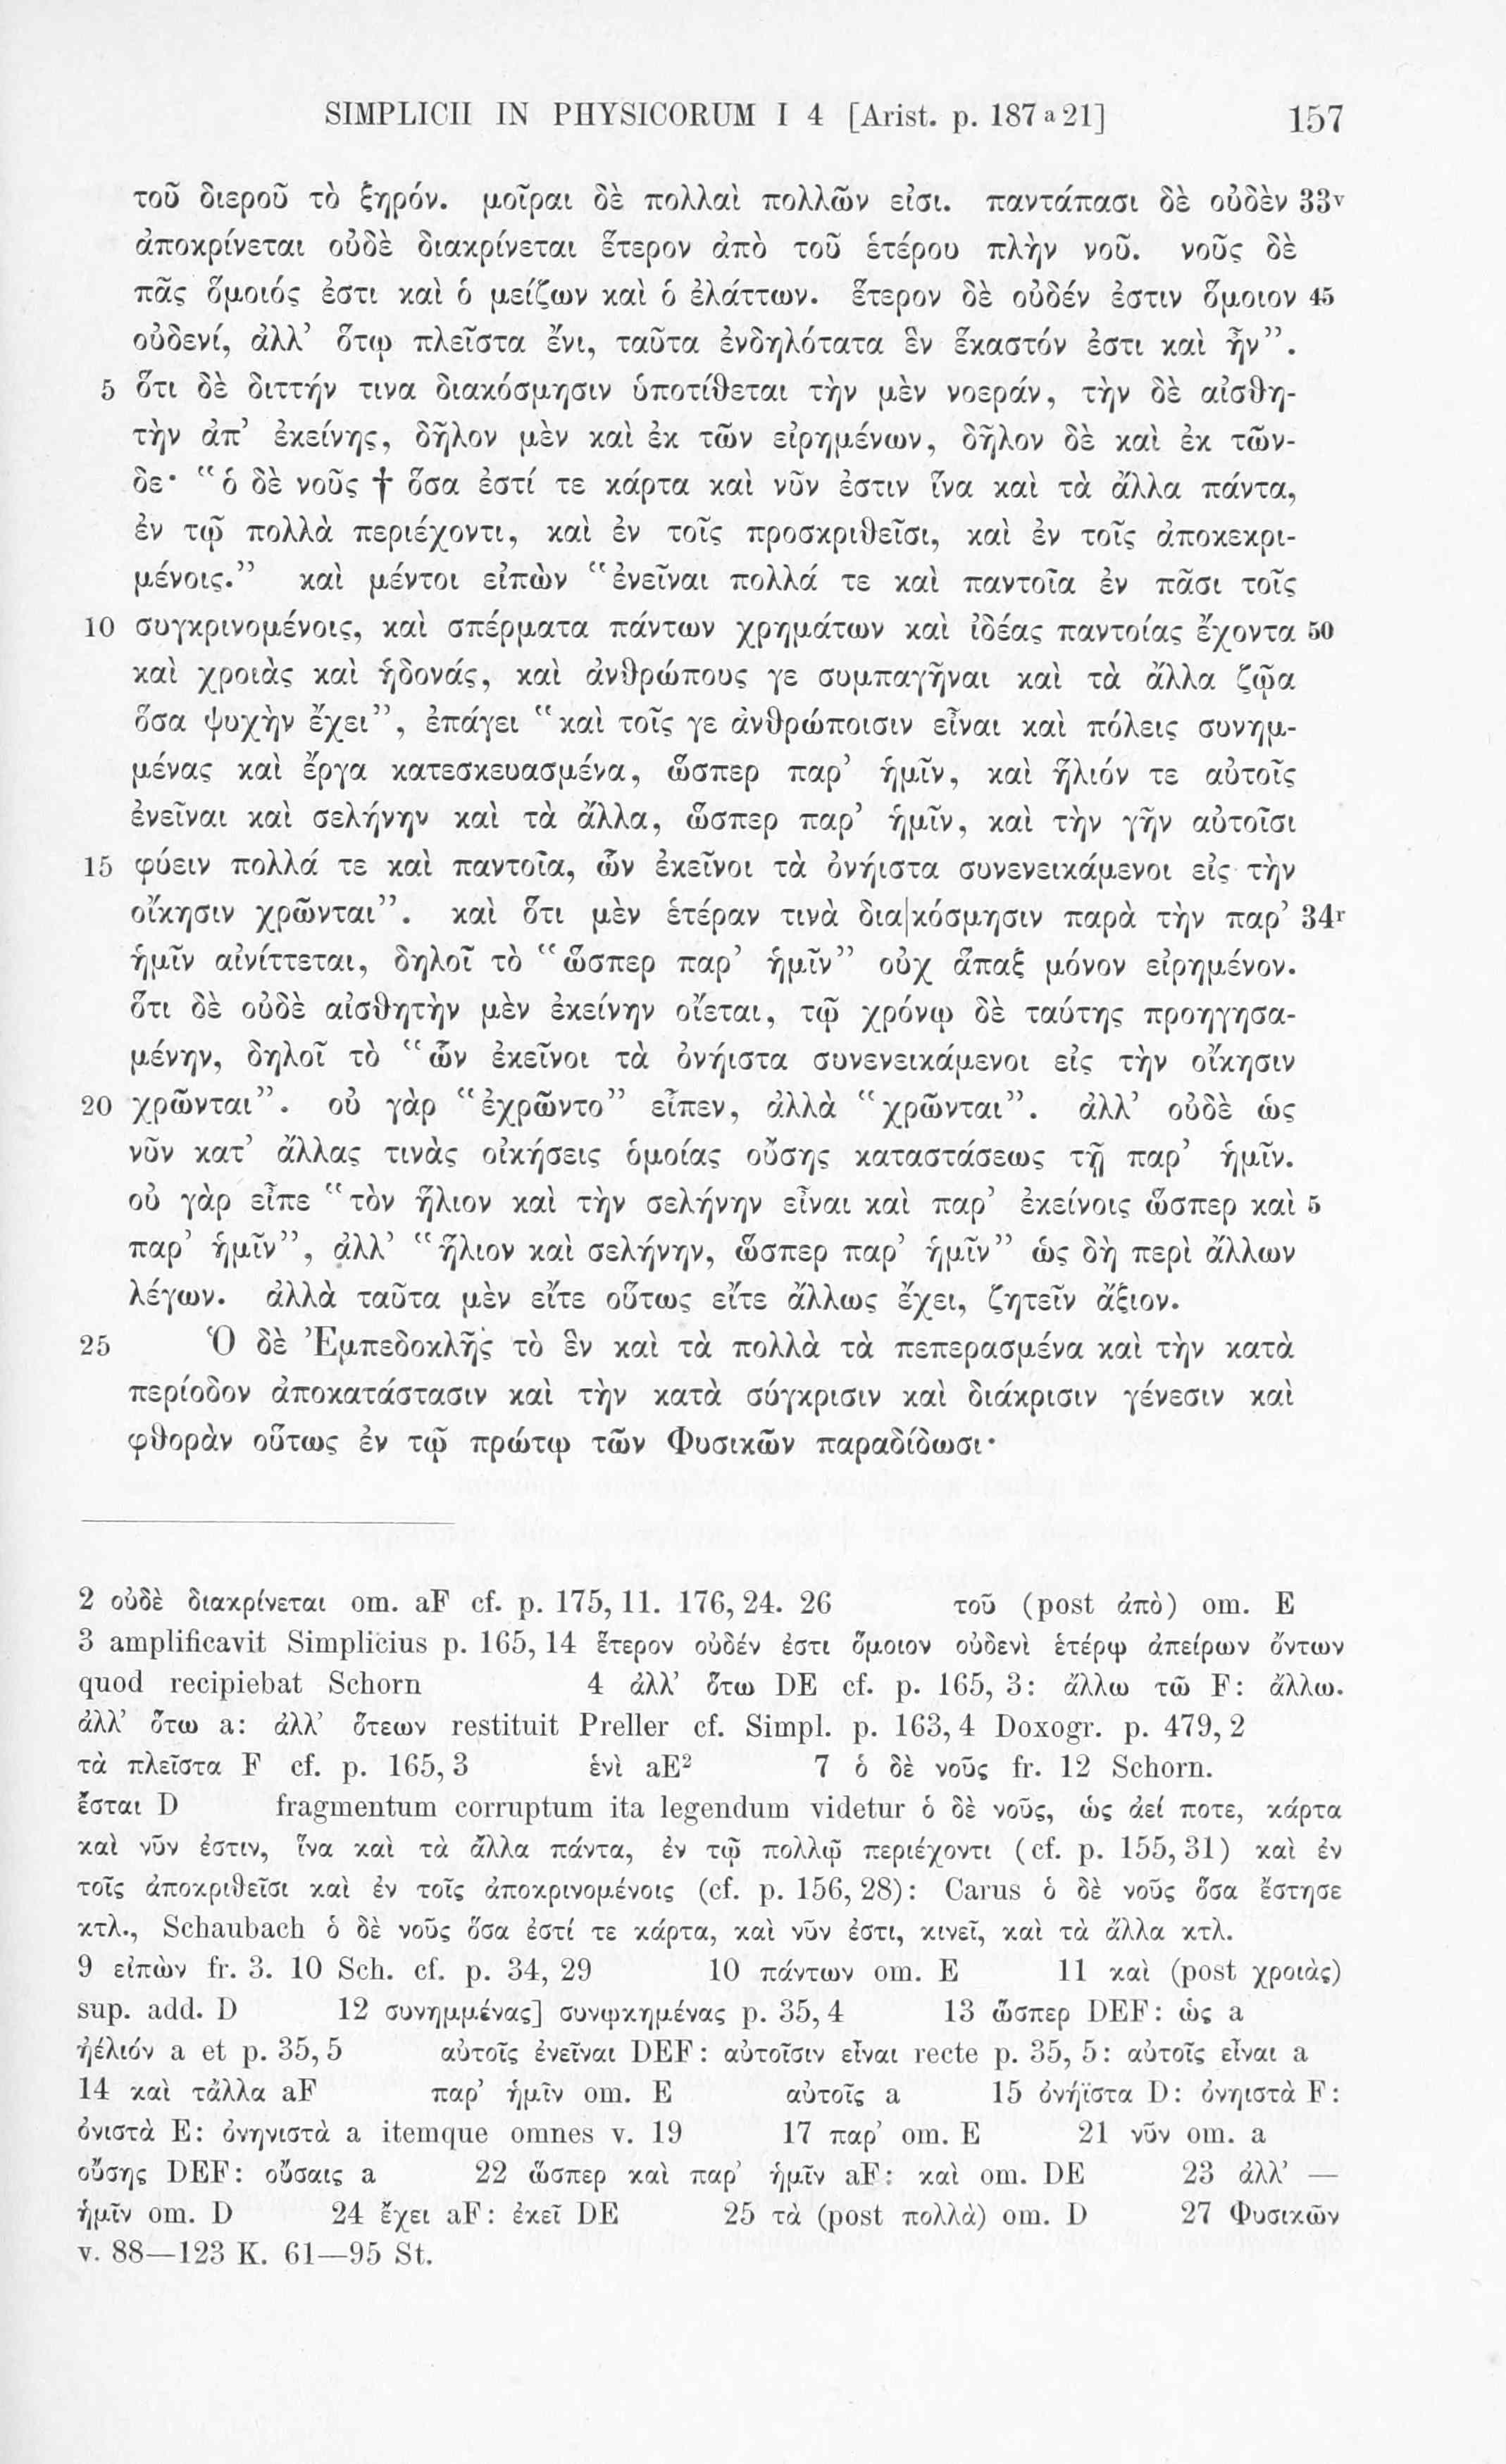 SIMPLICII IN PHYSICORUM I 4 [Arist. p. 187 a 21] 157
τοῦ διεροῦ τὸ ξηρόν. μοῖραι δὲ πολλαὶ πολλῶν εἰσι. παντάπασι δὲ οὐδὲν 33v
ἀποκρίνεται οὐδὲ διακρίνεται ἕτερον ἀπὸ τοῦ ἑτέρου πλὴν νοῦ. νοῦς δὲ
πᾶς ὅμοιός ἐστι καὶ ὁ μείζων καὶ ὁ ἐλάττων. ἕτερον δὲ οὐδέν ἐστιν ὅμοιον 45
οὐδενί, ἀλλ’ ὅτῳ πλεῖστα ἔνι, ταῦτα ἐνδηλότατα ἓν ἕκαστόν ἐστι καὶ ἦν”.
5 ὅτι δὲ διττήν τινα διακόσμησιν ὑποτίθεται τὴν μὲν νοεράν, τὴν δὲ αἰσθη-
τὴν ἀπ’ ἐκείνης, δῆλον μὲν καὶ ἐκ τῶν εἰρημένων, δῆλον δὲ καὶ ἐκ τῶν-
δε· “ὁ δὲ νοῦς † ὅσα ἐστί τε κάρτα καὶ νῦν ἐστιν ἵνα καὶ τὰ ἄλλα πάντα,
ἐν τῷ πολλὰ περιέχοντι, καὶ ἐν τοῖς προσκριθεῖσι, καὶ ἐν τοῖς ἀποκεκρι-
μένοις.” καὶ μέντοι εἰπὼν “ἐνεῖναι πολλά τε καὶ παντοῖα ἐν πᾶσι τοῖς
10 συγκρινομένοις, καὶ σπέρματα πάντων χρημάτων καὶ ἰδέας παντοίας ἔχοντα 50
καὶ χροιὰς καὶ ἡδονάς, καὶ ἀνθρώπους γε συμπαγῆναι καὶ τὰ ἄλλα ζῷα
ὅσα ψυχὴν ἔχει”, ἐπάγει “καὶ τοῖς γε ἀνθρώποισιν εἶναι καὶ πόλεις συνημ-
μένας καὶ ἔργα κατεσκευασμένα, ὥσπερ παρ’ ἡμῖν, καὶ ἥλιόν τε αὐτοῖς
ἐνεῖναι καὶ σελήνην καὶ τὰ ἄλλα, ὥσπερ παρ’ ἡμῖν, καὶ τὴν γῆν αὐτοῖσι
15 φύειν πολλά τε καὶ παντοῖα, ὧν ἐκεῖνοι τὰ ὀνήιστα συνενεικάμενοι εἰς τὴν
οἴκησιν χρῶνται”. καὶ ὅτι μὲν ἑτέραν τινὰ δια|κόσμησιν παρὰ τὴν παρ’ 34r
ἡμῖν αἰνίττεται, δηλοῖ τὸ “ὥσπερ παρ’ ἡμῖν” οὐχ ἅπαξ μόνον εἰρημένον.
ὅτι δὲ οὐδὲ αἰσθητὴν μὲν ἐκείνην οἴεται, τῷ χρόνῳ δὲ ταύτης προηγησα-
μένην, δηλοῖ τὸ “ὧν ἐκεῖνοι τὰ ὀνήιστα συνενεικάμενοι εἰς τὴν οἴκησιν
20 χρῶνται”. οὐ γὰρ “ἐχρῶντο” εἶπεν, ἀλλὰ “χρῶνται”. ἀλλ’ οὐδὲ ὡς
νῦν κατ’ ἄλλας τινὰς οἰκήσεις ὁμοίας οὔσης καταστάσεως τῇ παρ’ ἡμῖν.
οὐ γὰρ εἶπε “τὸν ἥλιον καὶ τὴν σελήνην εἶναι καὶ παρ’ ἐκείνοις ὥσπερ καὶ 5
παρ’ ἡμῖν”, ἀλλ’ “ἥλιον καὶ σελήνην, ὥσπερ παρ’ ἡμῖν” ὡς δὴ περὶ ἄλλων
λέγων. ἀλλὰ ταῦτα μὲν εἴτε οὕτως εἴτε ἄλλως ἔχει, ζητεῖν ἄξιον.
25 Ὁ δὲ Ἐμπεδοκλῆς τὸ ἓν καὶ τὰ πολλὰ τὰ πεπερασμένα καὶ τὴν κατὰ
περίοδον ἀποκατάστασιν καὶ τὴν κατὰ σύγκρισιν καὶ διάκρισιν γένεσιν καὶ
φθορὰν οὕτως ἐν τῷ πρώτῳ τῶν Φυσικῶν παραδίδωσι·
2 οὐδὲ διακρίνεται om. aF cf. p. 175, 11. 176, 24. 26 τοῦ (post ἀπὸ) om. E
3 amplificavit Simplicius p. 165, 14 ἕτερον οὐδέν ἐστι ὅμοιον οὐδενὶ ἑτέρῳ ἀπείρων ὄντων
quod recipiebat Schorn 4 ἀλλ’ ὅτω DE cf. p. 165, 3: ἄλλω τῶ F: ἄλλω.
ἀλλ’ ὅτω a: ἀλλ’ ὅτεων restituit Preller cf. Simpl. p. 163, 4 Doxogr. p. 479, 2
τὰ πλεῖστα F cf. p. 165, 3 ἑνὶ aE² 7 ὁ δὲ νοῦς fr. 12 Schorn.
ἔσται D fragmentum corruptum ita legendum videtur ὁ δὲ νοῦς, ὡς ἀεί ποτε, κάρτα
καὶ νῦν ἐστιν, ἵνα καὶ τὰ ἄλλα πάντα, ἐν τῷ πολλῷ περιέχοντι (cf. p. 155, 31) καὶ ἐν
τοῖς ἀποκριθεῖσι καὶ ἐν τοῖς ἀποκρινομένοις (cf. p. 156, 28): Carus ὁ δὲ νοῦς ὅσα ἔστησε
κτλ., Schaubach ὁ δὲ νοῦς ὅσα ἐστί τε κάρτα, καὶ νῦν ἐστι, κινεῖ, καὶ τὰ ἄλλα κτλ.
9 εἰπὼν fr. 3. 10 Sch. cf. p. 34, 29 10 πάντων om. E 11 καὶ (post χροιὰς)
sup. add. D 12 συνημμένας] συνῳκημένας p. 35, 4 13 ὥσπερ DEF: ὡς a
ἠέλιόν a et p. 35, 5 αὐτοῖς ἐνεῖναι DEF: αὐτοῖσιν εἶναι recte p. 35, 5: αὐτοῖς εἶναι a
14 καὶ τἄλλα aF παρ’ ἡμῖν om. E αὐτοῖς a 15 ὀνήϊστα D: ὀνηιστὰ F:
ὀνιστὰ E: ὀνηνιστὰ a itemque omnes v. 19 17 παρ’ om. E 21 νῦν om. a
οὔσης DEF: οὔσαις a 22 ὥσπερ καὶ παρ’ ἡμῖν aF: καὶ om. DE 23 ἀλλ’ —
ἡμῖν om. D 24 ἔχει aF: ἐκεῖ DE 25 τὰ (post πολλὰ) om. D 27 Φυσικῶν
v. 88—123 K. 61—95 St.